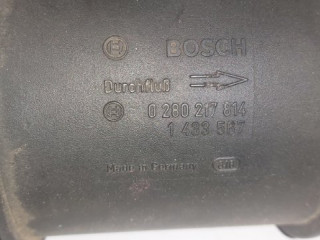 BOSCH
Durchfluß
0 280 217 814
1 433 567
Made in Germany